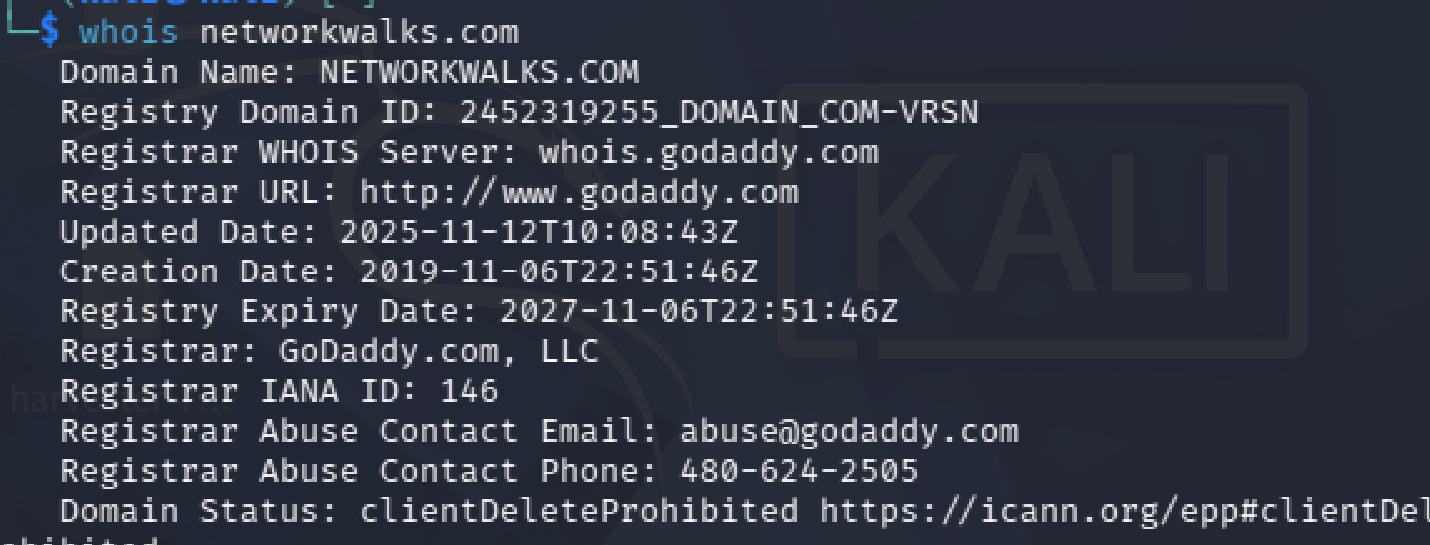 $ whois networkwalks.com
Domain Name: NETWORKWALKS.COM
Registry Domain ID: 2452319255_DOMAIN_COM-VRSN
Registrar WHOIS Server: whois.godaddy.com
Registrar URL: http://www.godaddy.com
Updated Date: 2025-11-12T10:08:43Z
Creation Date: 2019-11-06T22:51:46Z
Registry Expiry Date: 2027-11-06T22:51:46Z
Registrar: GoDaddy.com, LLC
Registrar IANA ID: 146
Registrar Abuse Contact Email: abuse@godaddy.com
Registrar Abuse Contact Phone: 480-624-2505
Domain Status: clientDeleteProhibited https://icann.org/epp#clientDel
KALI